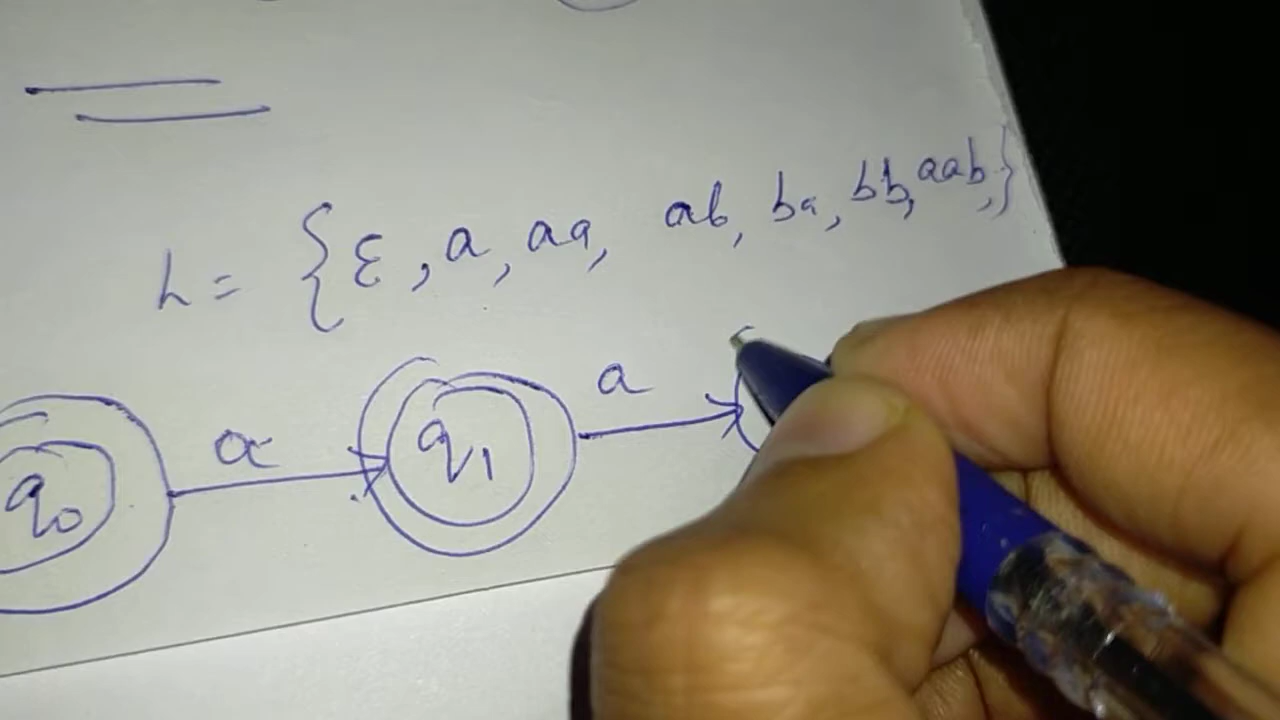 L = { ε, a, aa, ab, ba, bb, aab, }
a
a
q0 q1